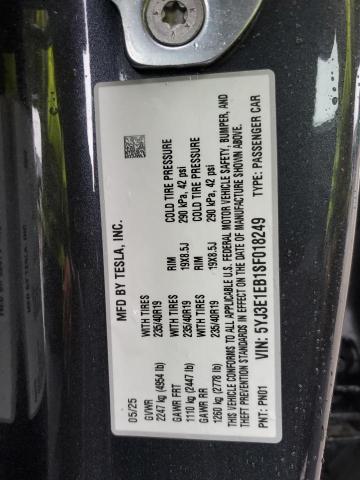 MFD BY TESLA, INC.
05/25
GVWR
2247 kg (4954 lb)
WITH TIRES
235/40R19
GAWR FRT
1110 kg (2447 lb)
WITH TIRES
235/40R19
RIM
19X8.5J
COLD TIRE PRESSURE
290 kPa, 42 psi
GAWR RR
1260 kg (2778 lb)
WITH TIRES
235/40R19
RIM
19X8.5J
COLD TIRE PRESSURE
290 kPa, 42 psi
THIS VEHICLE CONFORMS TO ALL APPLICABLE U.S. FEDERAL MOTOR VEHICLE SAFETY, BUMPER, AND
THEFT PREVENTION STANDARDS IN EFFECT ON THE DATE OF MANUFACTURE SHOWN ABOVE.
VIN: 5YJ3E1EB1SF018249
TYPE: PASSENGER CAR
PNT: PN01